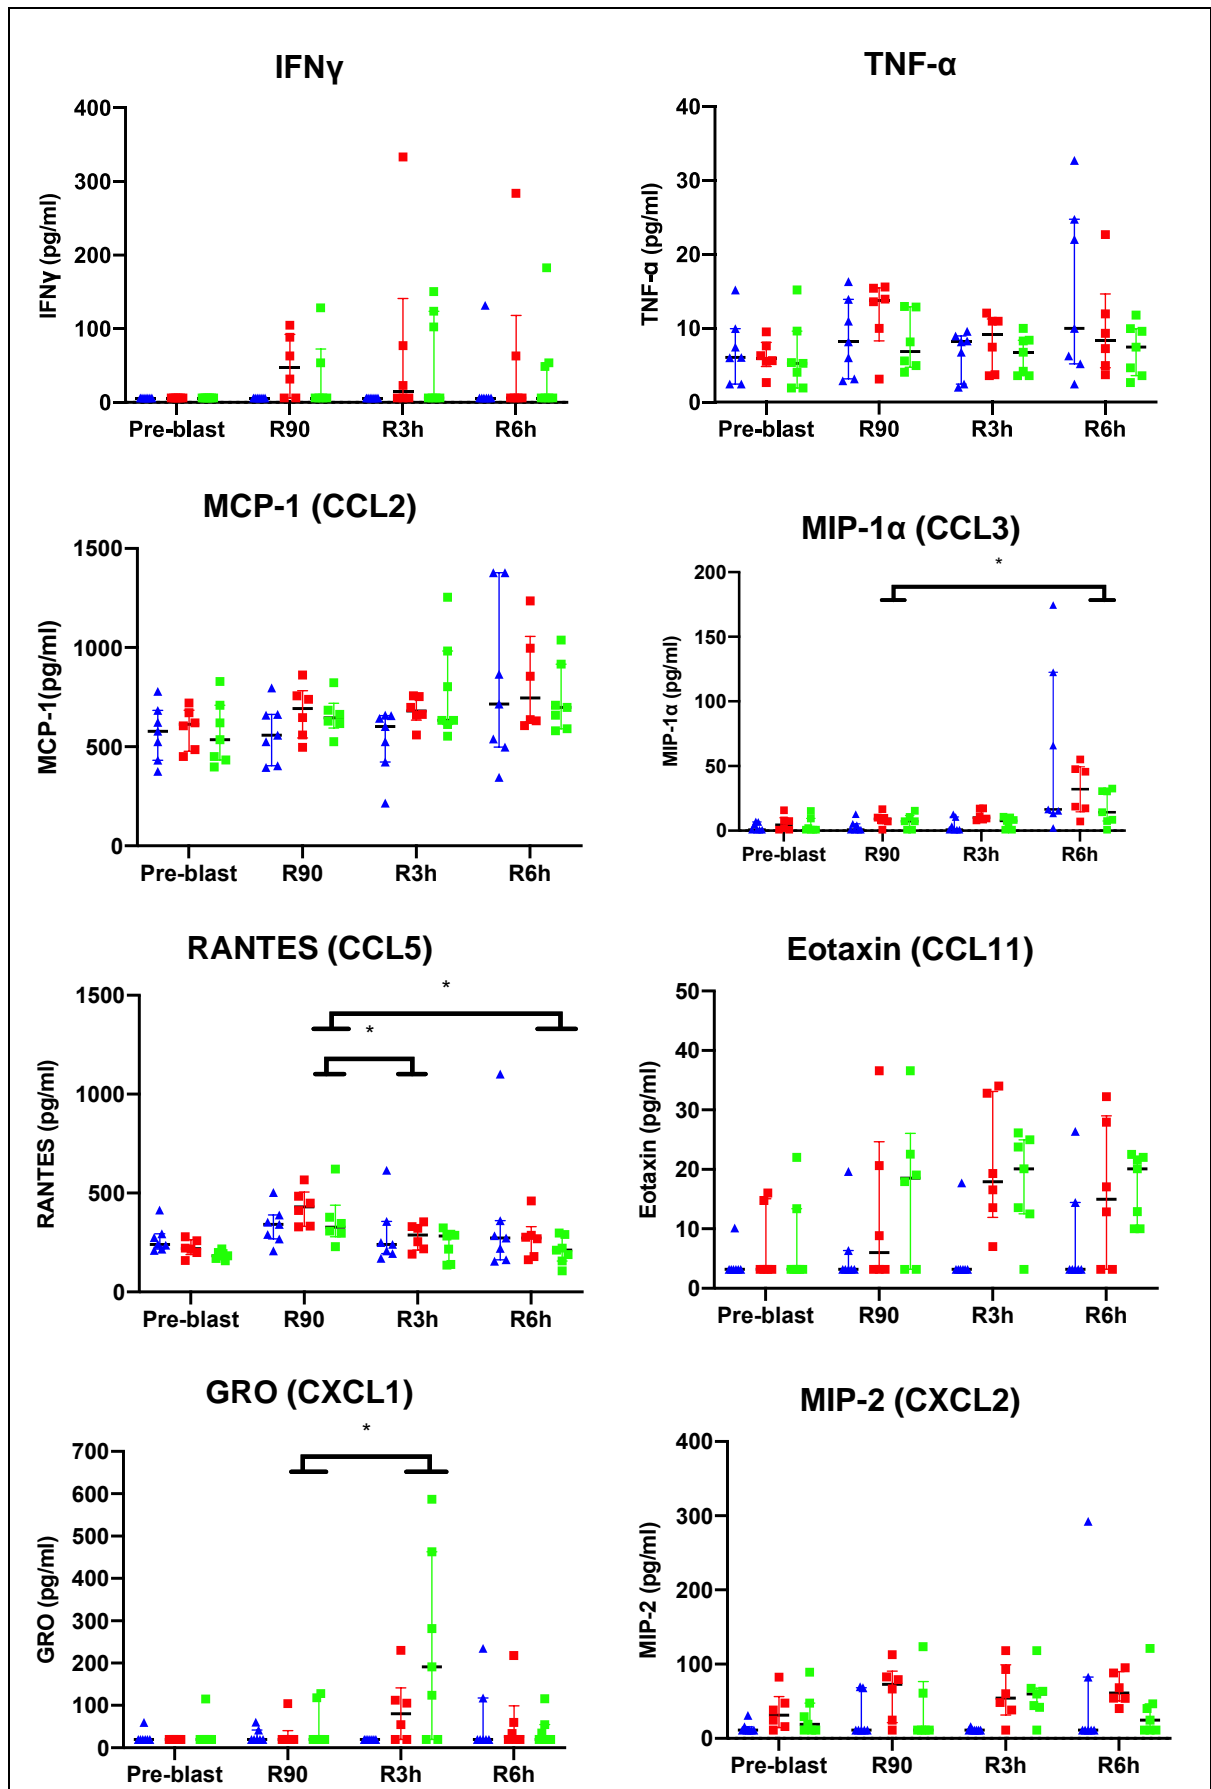 IFNγ
IFNγ (pg/ml)
400
300
200
100
0
Pre-blast R90 R3h R6h
TNF-α
TNF-α (pg/ml)
40
30
20
10
0
Pre-blast R90 R3h R6h
MCP-1 (CCL2)
MCP-1(pg/ml)
1500
1000
500
0
Pre-blast R90 R3h R6h
MIP-1α (CCL3)
*
MIP-1α (pg/ml)
200
150
100
50
0
Pre-blast R90 R3h R6h
RANTES (CCL5)
*
*
RANTES (pg/ml)
1500
1000
500
0
Pre-blast R90 R3h R6h
Eotaxin (CCL11)
Eotaxin (pg/ml)
50
40
30
20
10
0
Pre-blast R90 R3h R6h
GRO (CXCL1)
*
GRO (pg/ml)
700
600
500
400
300
200
100
0
Pre-blast R90 R3h R6h
MIP-2 (CXCL2)
MIP-2 (pg/ml)
400
300
200
100
0
Pre-blast R90 R3h R6h